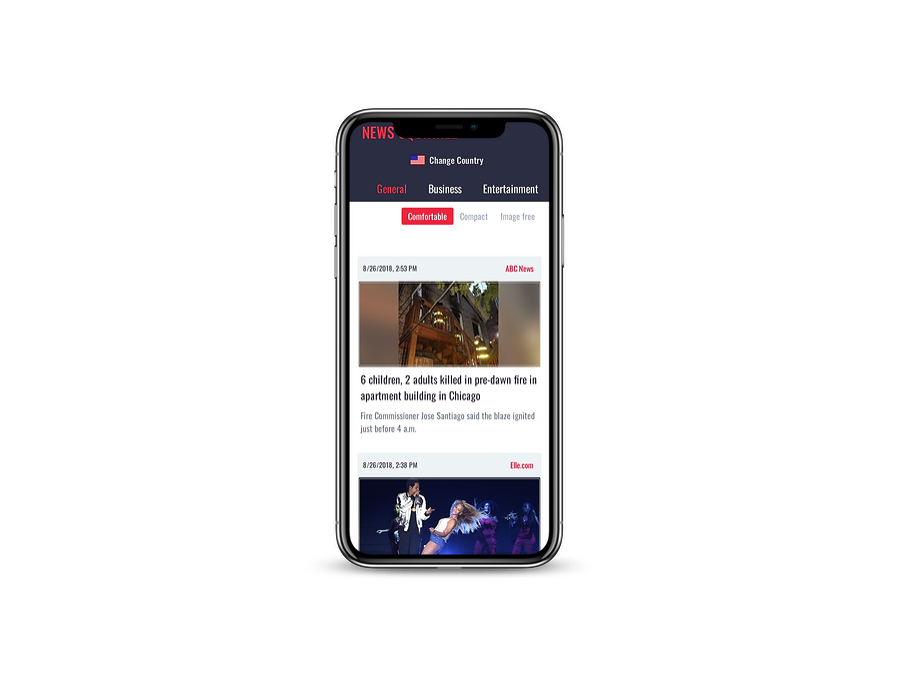 NEWS
Change Country
General Business Entertainment
Comfortable Compact Image free
8/26/2018, 2:53 PM ABC News
6 children, 2 adults killed in pre-dawn fire in
apartment building in Chicago
Fire Commissioner Jose Santiago said the blaze ignited
just before 4 a.m.
8/26/2018, 2:38 PM Elle.com